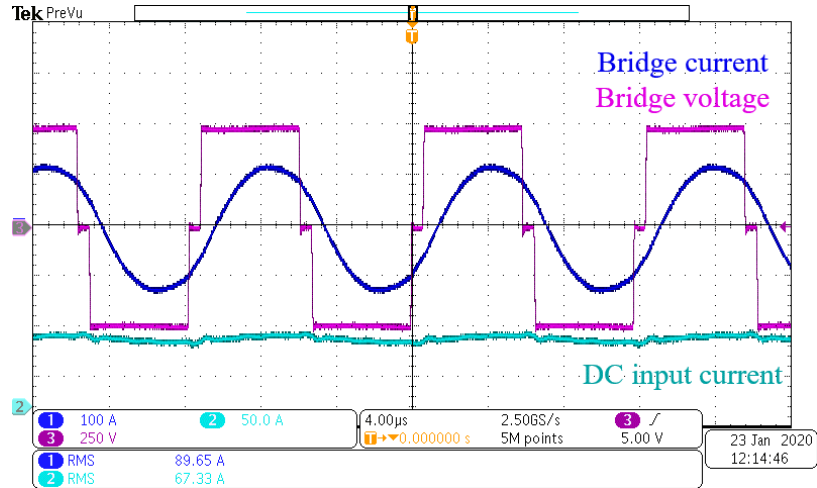 Tek PreVu
T
Bridge current
Bridge voltage
3
DC input current
2
1 100 A 2 50.0 A
3 250 V
4.00µs 2.50GS/s 3
T→▼0.000000 s 5M points 5.00 V
1 RMS 89.65 A
2 RMS 67.33 A
23 Jan 2020
12:14:46